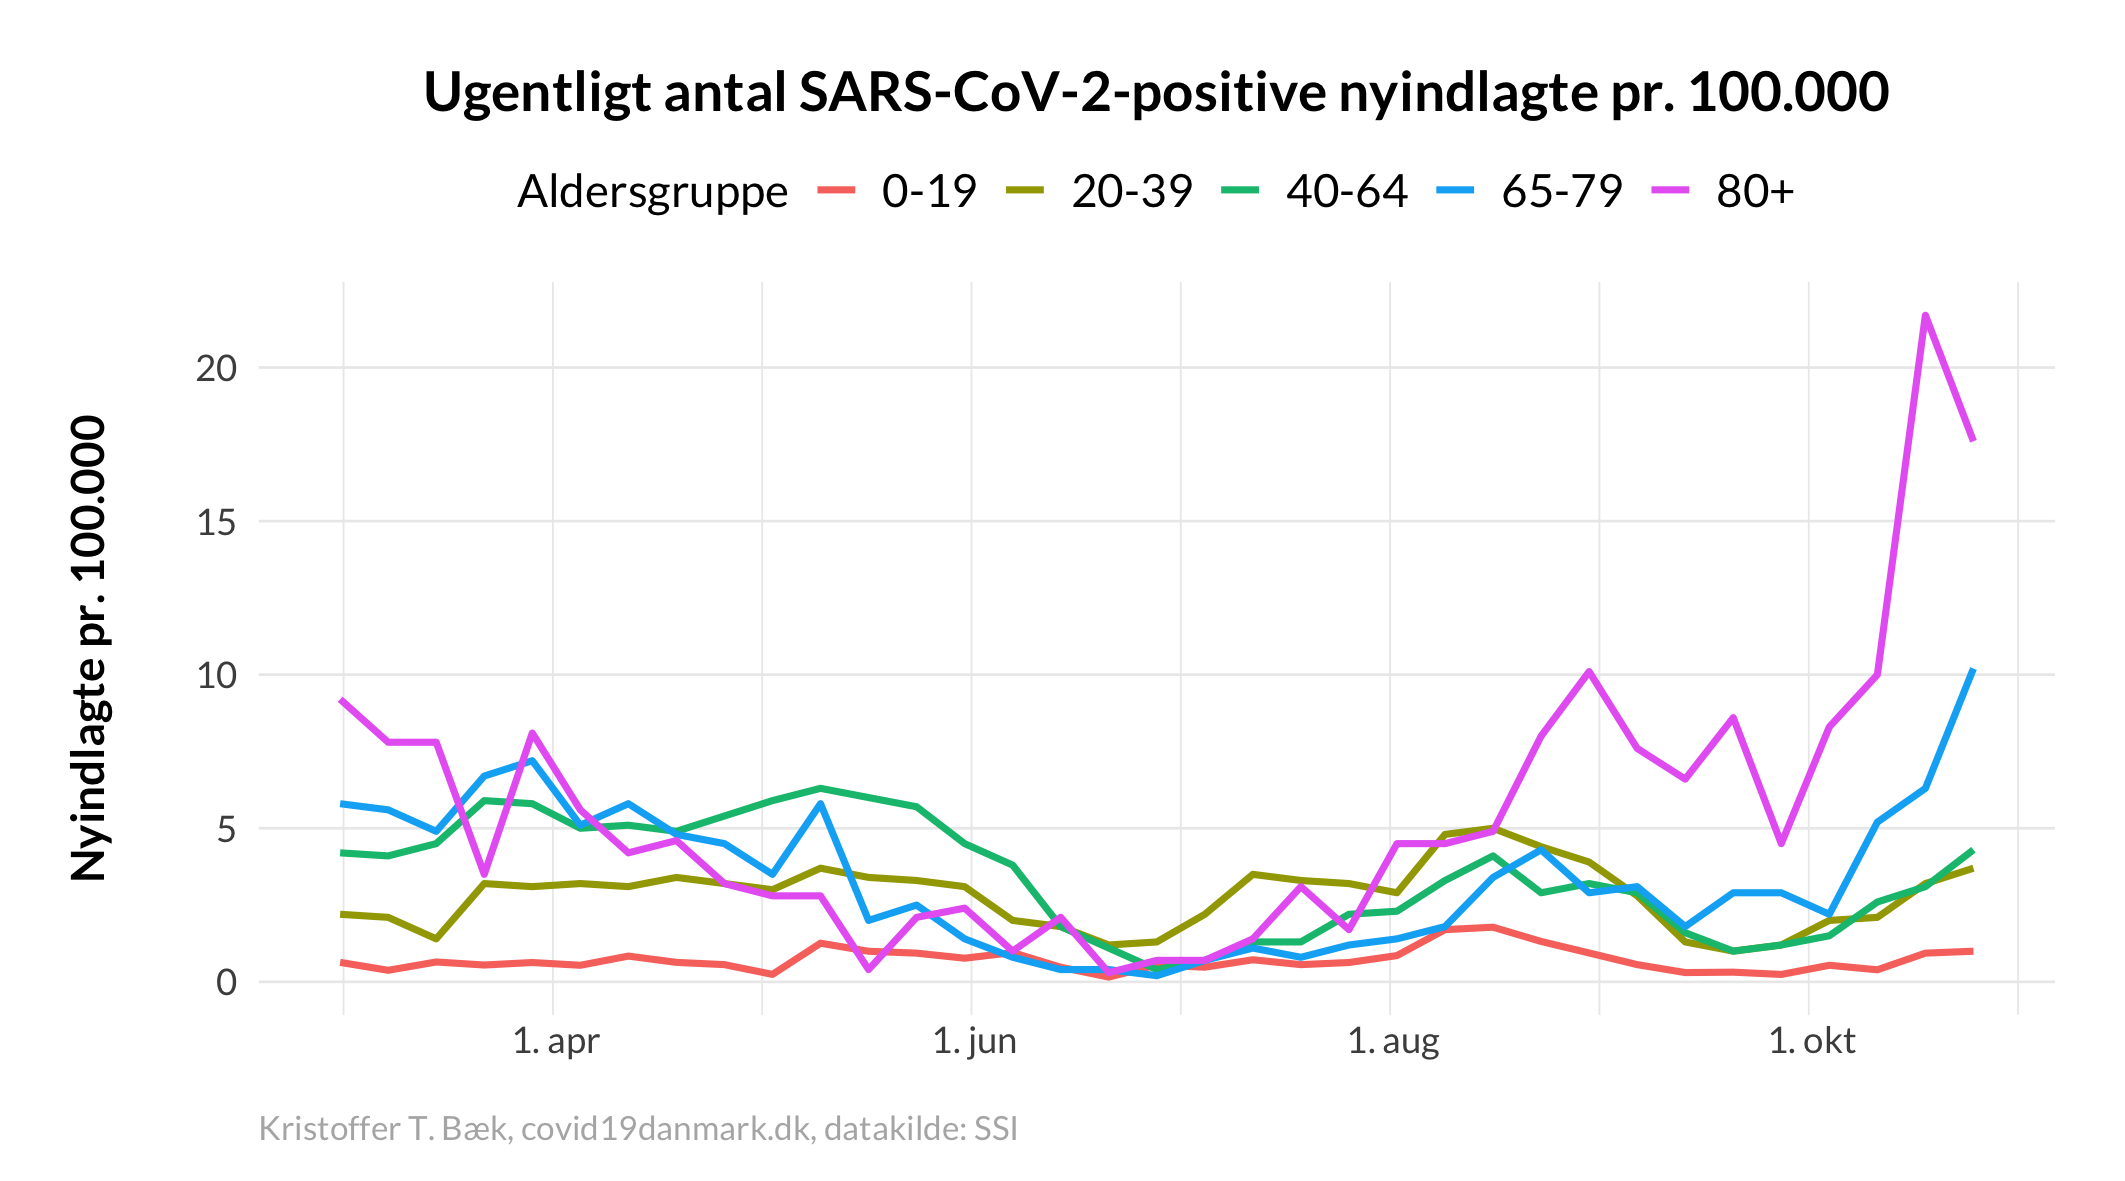 Ugentligt antal SARS-CoV-2-positive nyindlagte pr. 100.000
Aldersgruppe 0-19 20-39 40-64 65-79 80+
Nyindlagte pr. 100.000
20
15
10
5
0
1. apr 1. jun 1. aug 1. okt
Kristoffer T. Bæk, covid19danmark.dk, datakilde: SSI